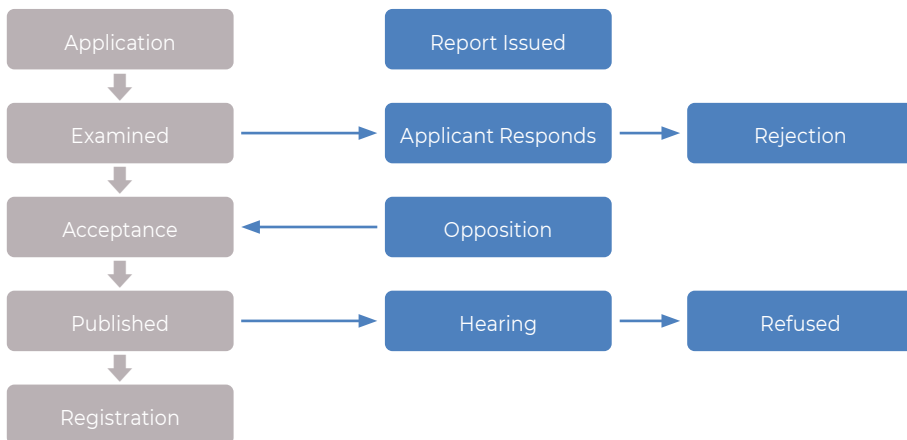 Application
Report Issued
Examined
Applicant Responds
Rejection
Acceptance
Opposition
Published
Hearing
Refused
Registration